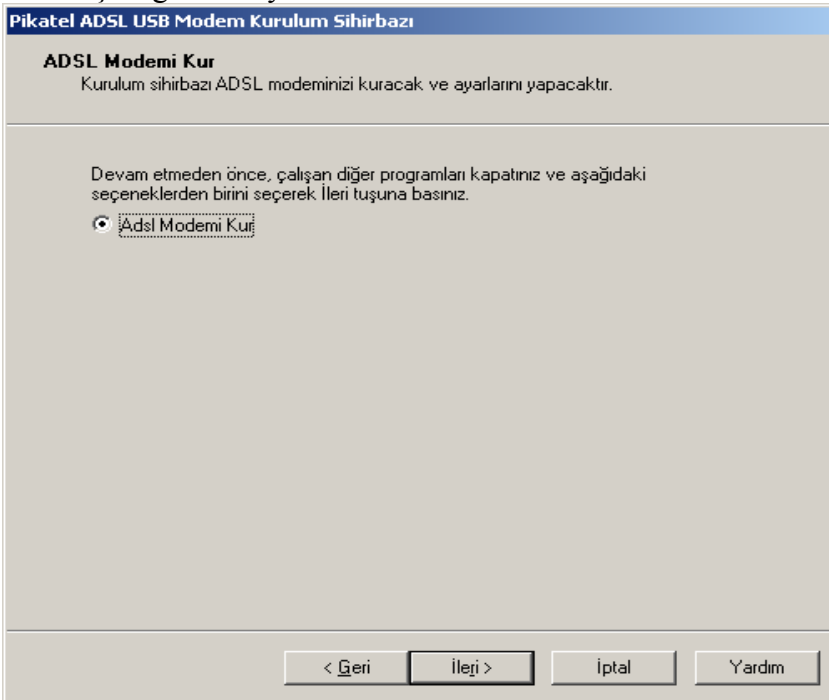 Pikatel ADSL USB Modem Kurulum Sihirbazı
ADSL Modemi Kur
Kurulum sihirbazı ADSL modeminizi kuracak ve ayarlarını yapacaktır.
Devam etmeden önce, çalışan diğer programları kapatınız ve aşağıdaki
seçeneklerden birini seçerek İleri tuşuna basınız.
Adsl Modemi Kur
< Geri İleri > İptal Yardım